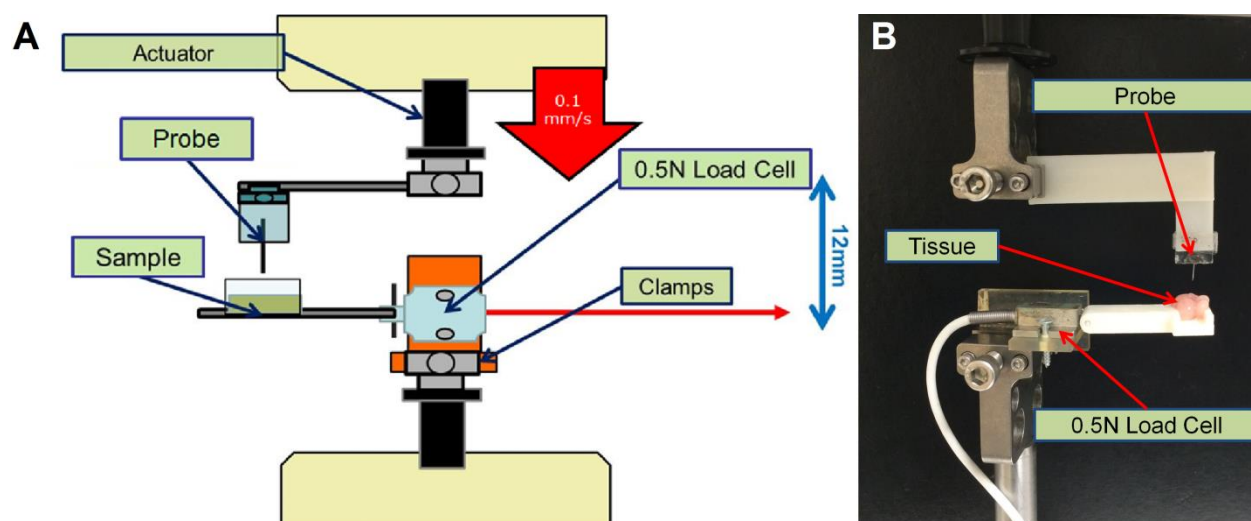 A
Actuator
0.1
mm/s
Probe
0.5N Load Cell
12mm
Sample
Clamps
B
Probe
Tissue
0.5N Load Cell